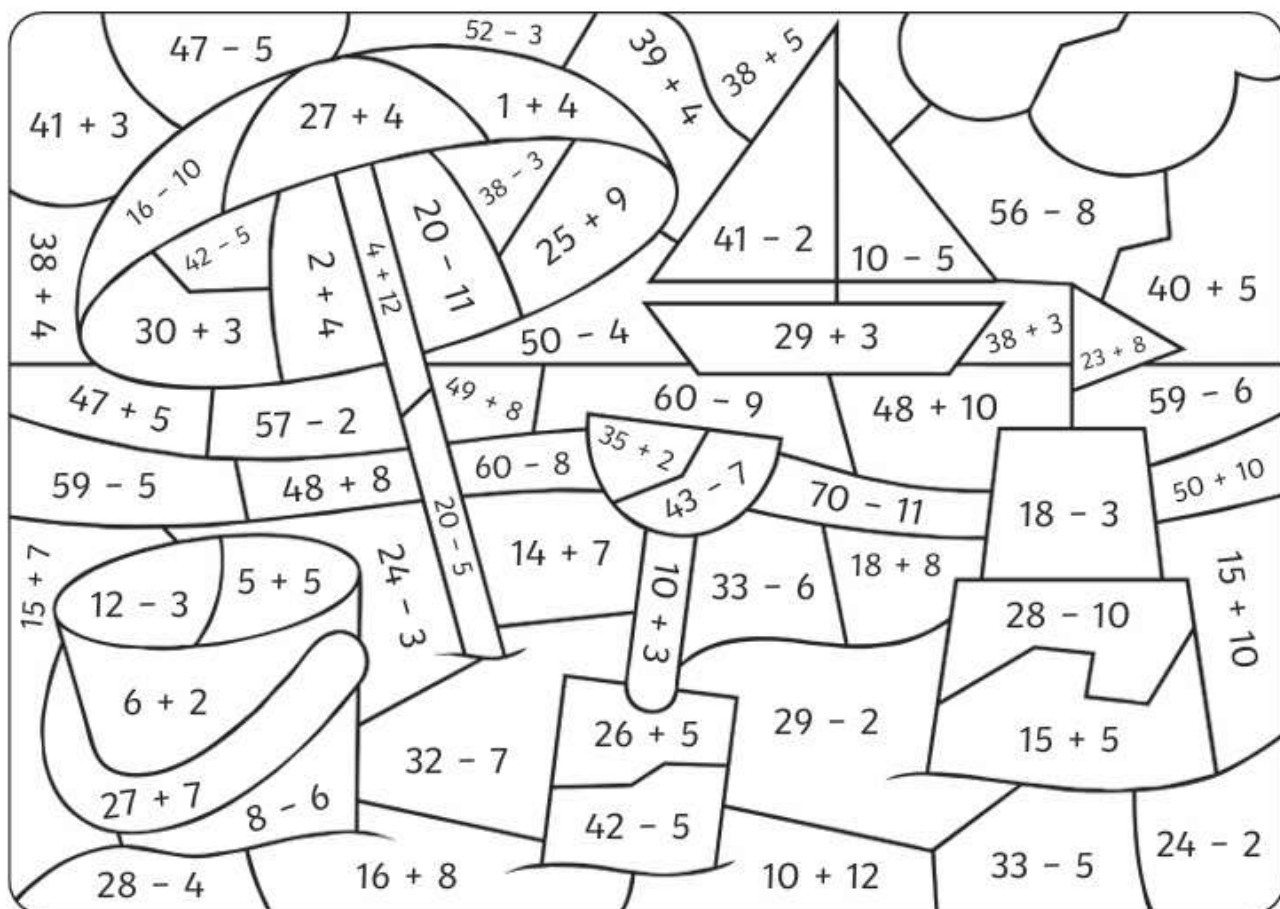 47 – 5
52 – 3
39 + 4
38 + 5
41 + 3
27 + 4
1 + 4
16 – 10
38 – 3
56 – 8
38 + 4
42 – 5
2 + 4
4 + 12
20 – 11
25 + 9
41 – 2
10 – 5
40 + 5
30 + 3
50 – 4
29 + 3
38 + 3
23 + 8
47 + 5
57 – 2
49 + 8
60 – 9
48 + 10
59 – 6
59 – 5
48 + 8
60 – 8
35 + 2
43 – 7
70 – 11
18 – 3
50 + 10
15 + 7
12 – 3
5 + 5
24 – 3
20 – 5
14 + 7
10 + 3
33 – 6
18 + 8
28 – 10
15 + 10
6 + 2
32 – 7
26 + 5
29 – 2
15 + 5
27 + 7
8 – 6
42 – 5
28 – 4
16 + 8
10 + 12
33 – 5
24 – 2